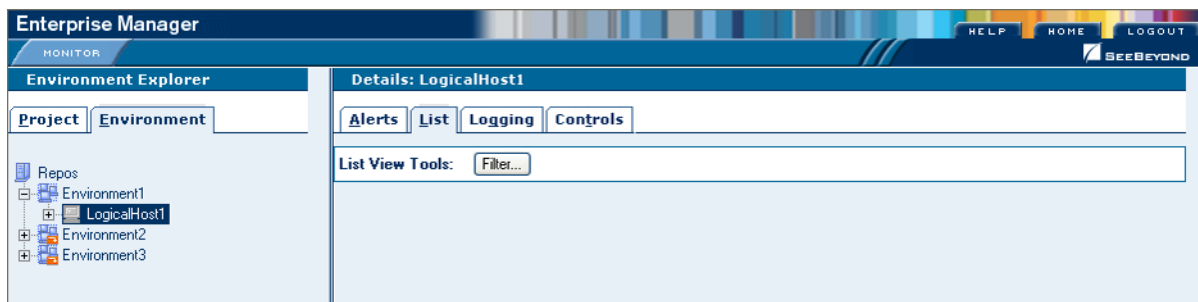 Enterprise Manager
HELP HOME LOGOUT
MONITOR
SEEBEYOND
Environment Explorer
Project Environment
Repos
Environment1
LogicalHost1
Environment2
Environment3
Details: LogicalHost1
Alerts List Logging Controls
List View Tools: Filter...